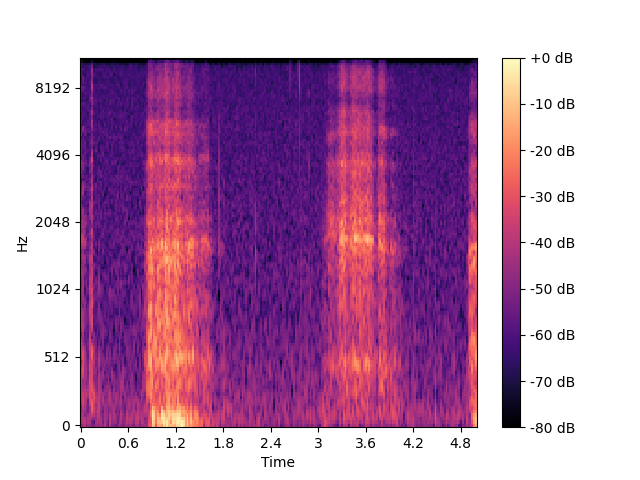 8192
4096
2048
1024
512
0
Hz
0 0.6 1.2 1.8 2.4 3 3.6 4.2 4.8
Time
+0 dB
-10 dB
-20 dB
-30 dB
-40 dB
-50 dB
-60 dB
-70 dB
-80 dB